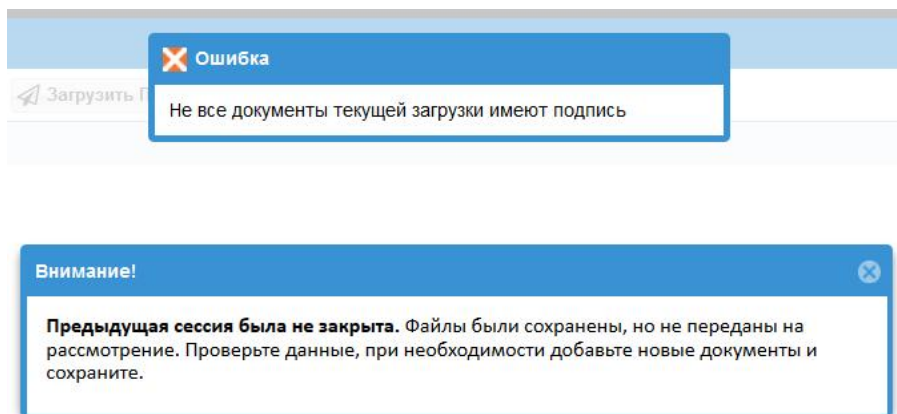 Ошибка
Загрузить
Не все документы текущей загрузки имеют подпись
Внимание!
Предыдущая сессия была не закрыта. Файлы были сохранены, но не переданы на
рассмотрение. Проверьте данные, при необходимости добавьте новые документы и
сохраните.